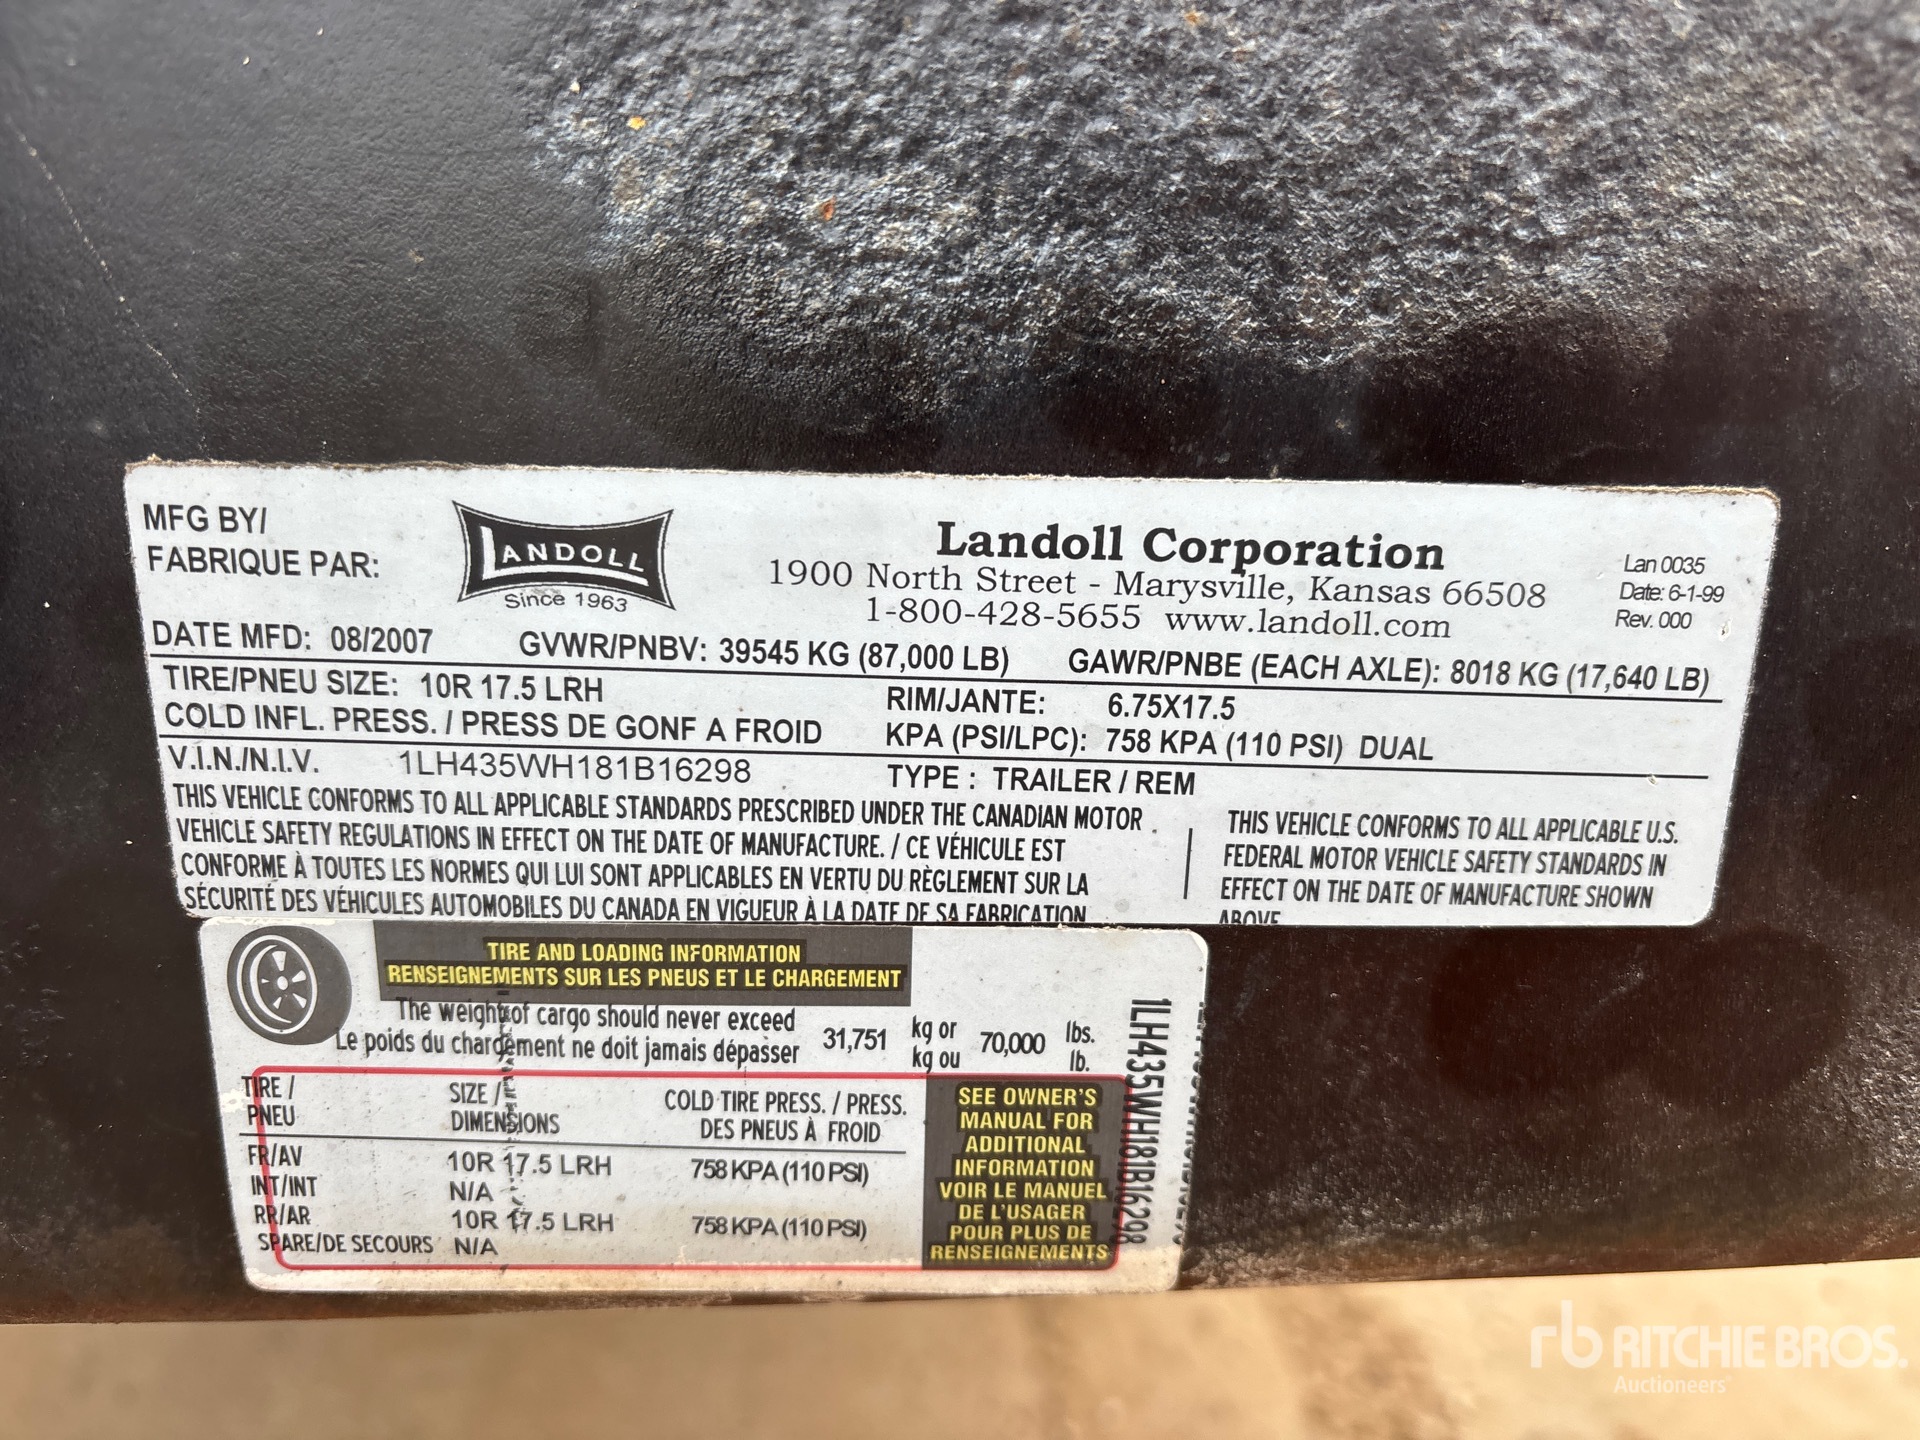 MFG BY/
FABRIQUE PAR:
LANDOLL
Since 1963
Landoll Corporation
1900 North Street - Marysville, Kansas 66508
1-800-428-5655 www.landoll.com
Lan 0035
Date: 6-1-99
Rev. 000
DATE MFD: 08/2007 GVWR/PNBV: 39545 KG (87,000 LB) GAWR/PNBE (EACH AXLE): 8018 KG (17,640 LB)
TIRE/PNEU SIZE: 10R 17.5 LRH RIM/JANTE: 6.75X17.5
COLD INFL. PRESS. / PRESS DE GONF A FROID KPA (PSI/LPC): 758 KPA (110 PSI) DUAL
V.I.N./N.I.V. 1LH435WH181B16298 TYPE : TRAILER / REM
THIS VEHICLE CONFORMS TO ALL APPLICABLE STANDARDS PRESCRIBED UNDER THE CANADIAN MOTOR
VEHICLE SAFETY REGULATIONS IN EFFECT ON THE DATE OF MANUFACTURE. / CE VÉHICULE EST
CONFORME À TOUTES LES NORMES QUI LUI SONT APPLICABLES EN VERTU DU RÈGLEMENT SUR LA
SÉCURITÉ DES VÉHICULES AUTOMOBILES DU CANADA EN VIGUEUR À LA DATE DE SA FABRICATION
THIS VEHICLE CONFORMS TO ALL APPLICABLE U.S.
FEDERAL MOTOR VEHICLE SAFETY STANDARDS IN
EFFECT ON THE DATE OF MANUFACTURE SHOWN
ABOVE
TIRE AND LOADING INFORMATION
RENSEIGNEMENTS SUR LES PNEUS ET LE CHARGEMENT
The weight of cargo should never exceed
Le poids du chargement ne doit jamais dépasser
31,751 kg or
kg ou
70,000 lbs.
lb.
TIRE /
PNEU
SIZE /
DIMENSIONS
COLD TIRE PRESS. / PRESS.
DES PNEUS À FROID
FR/AV 10R 17.5 LRH 758 KPA (110 PSI)
INT/INT N/A
RR/AR 10R 17.5 LRH 758 KPA (110 PSI)
SPARE/DE SECOURS N/A
SEE OWNER'S
MANUAL FOR
ADDITIONAL
INFORMATION
VOIR LE MANUEL
DE L'USAGER
POUR PLUS DE
RENSEIGNEMENTS
1LH435WH181B16298
rb RITCHIE BROS.
Auctioneers